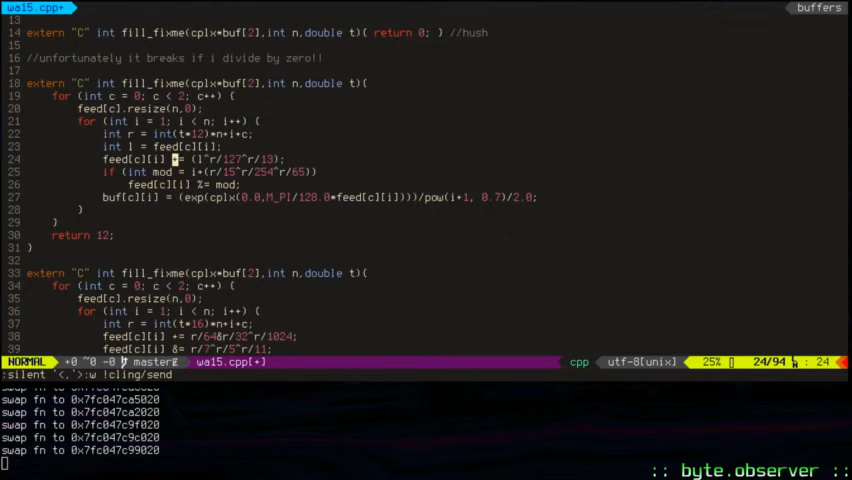 wa15.cpp+ buffers
13
14 extern "C" int fill_fixme(cplx*buf[2],int n,double t){ return 0; } //hush
15
16 //unfortunately it breaks if i divide by zero!!
17
18 extern "C" int fill_fixme(cplx*buf[2],int n,double t){
19 for (int c = 0; c < 2; c++) {
20 feed[c].resize(n,0);
21 for (int i = 1; i < n; i++) {
22 int r = int(t*12)*n+i+c;
23 int l = feed[c][i];
24 feed[c][i] += (l^r/127^r/13);
25 if (int mod = i+(r/15^r/254^r/65))
26 feed[c][i] %= mod;
27 buf[c][i] = (exp(cplx(0.0,M_PI/128.0*feed[c][i])))/pow(i+1, 0.7)/2.0;
28 }
29 }
30 return 12;
31 }
32
33 extern "C" int fill_fixme(cplx*buf[2],int n,double t){
34 for (int c = 0; c < 2; c++) {
35 feed[c].resize(n,0);
36 for (int i = 1; i < n; i++) {
37 int r = int(t*16)*n+i+c;
38 feed[c][i] += r/64&r/32^r/1024;
39 feed[c][i] &= r/7^r/5^r/11;
NORMAL +0 ~0 -0 master wa15.cpp[+] cpp utf-8[unix] 25% 24/94 : 24
:silent '<,'>:w !cling/send
swap fn to 0x7fc047ca5020
swap fn to 0x7fc047ca2020
swap fn to 0x7fc047c9f020
swap fn to 0x7fc047c9c020
swap fn to 0x7fc047c99020
:: byte.observer ::